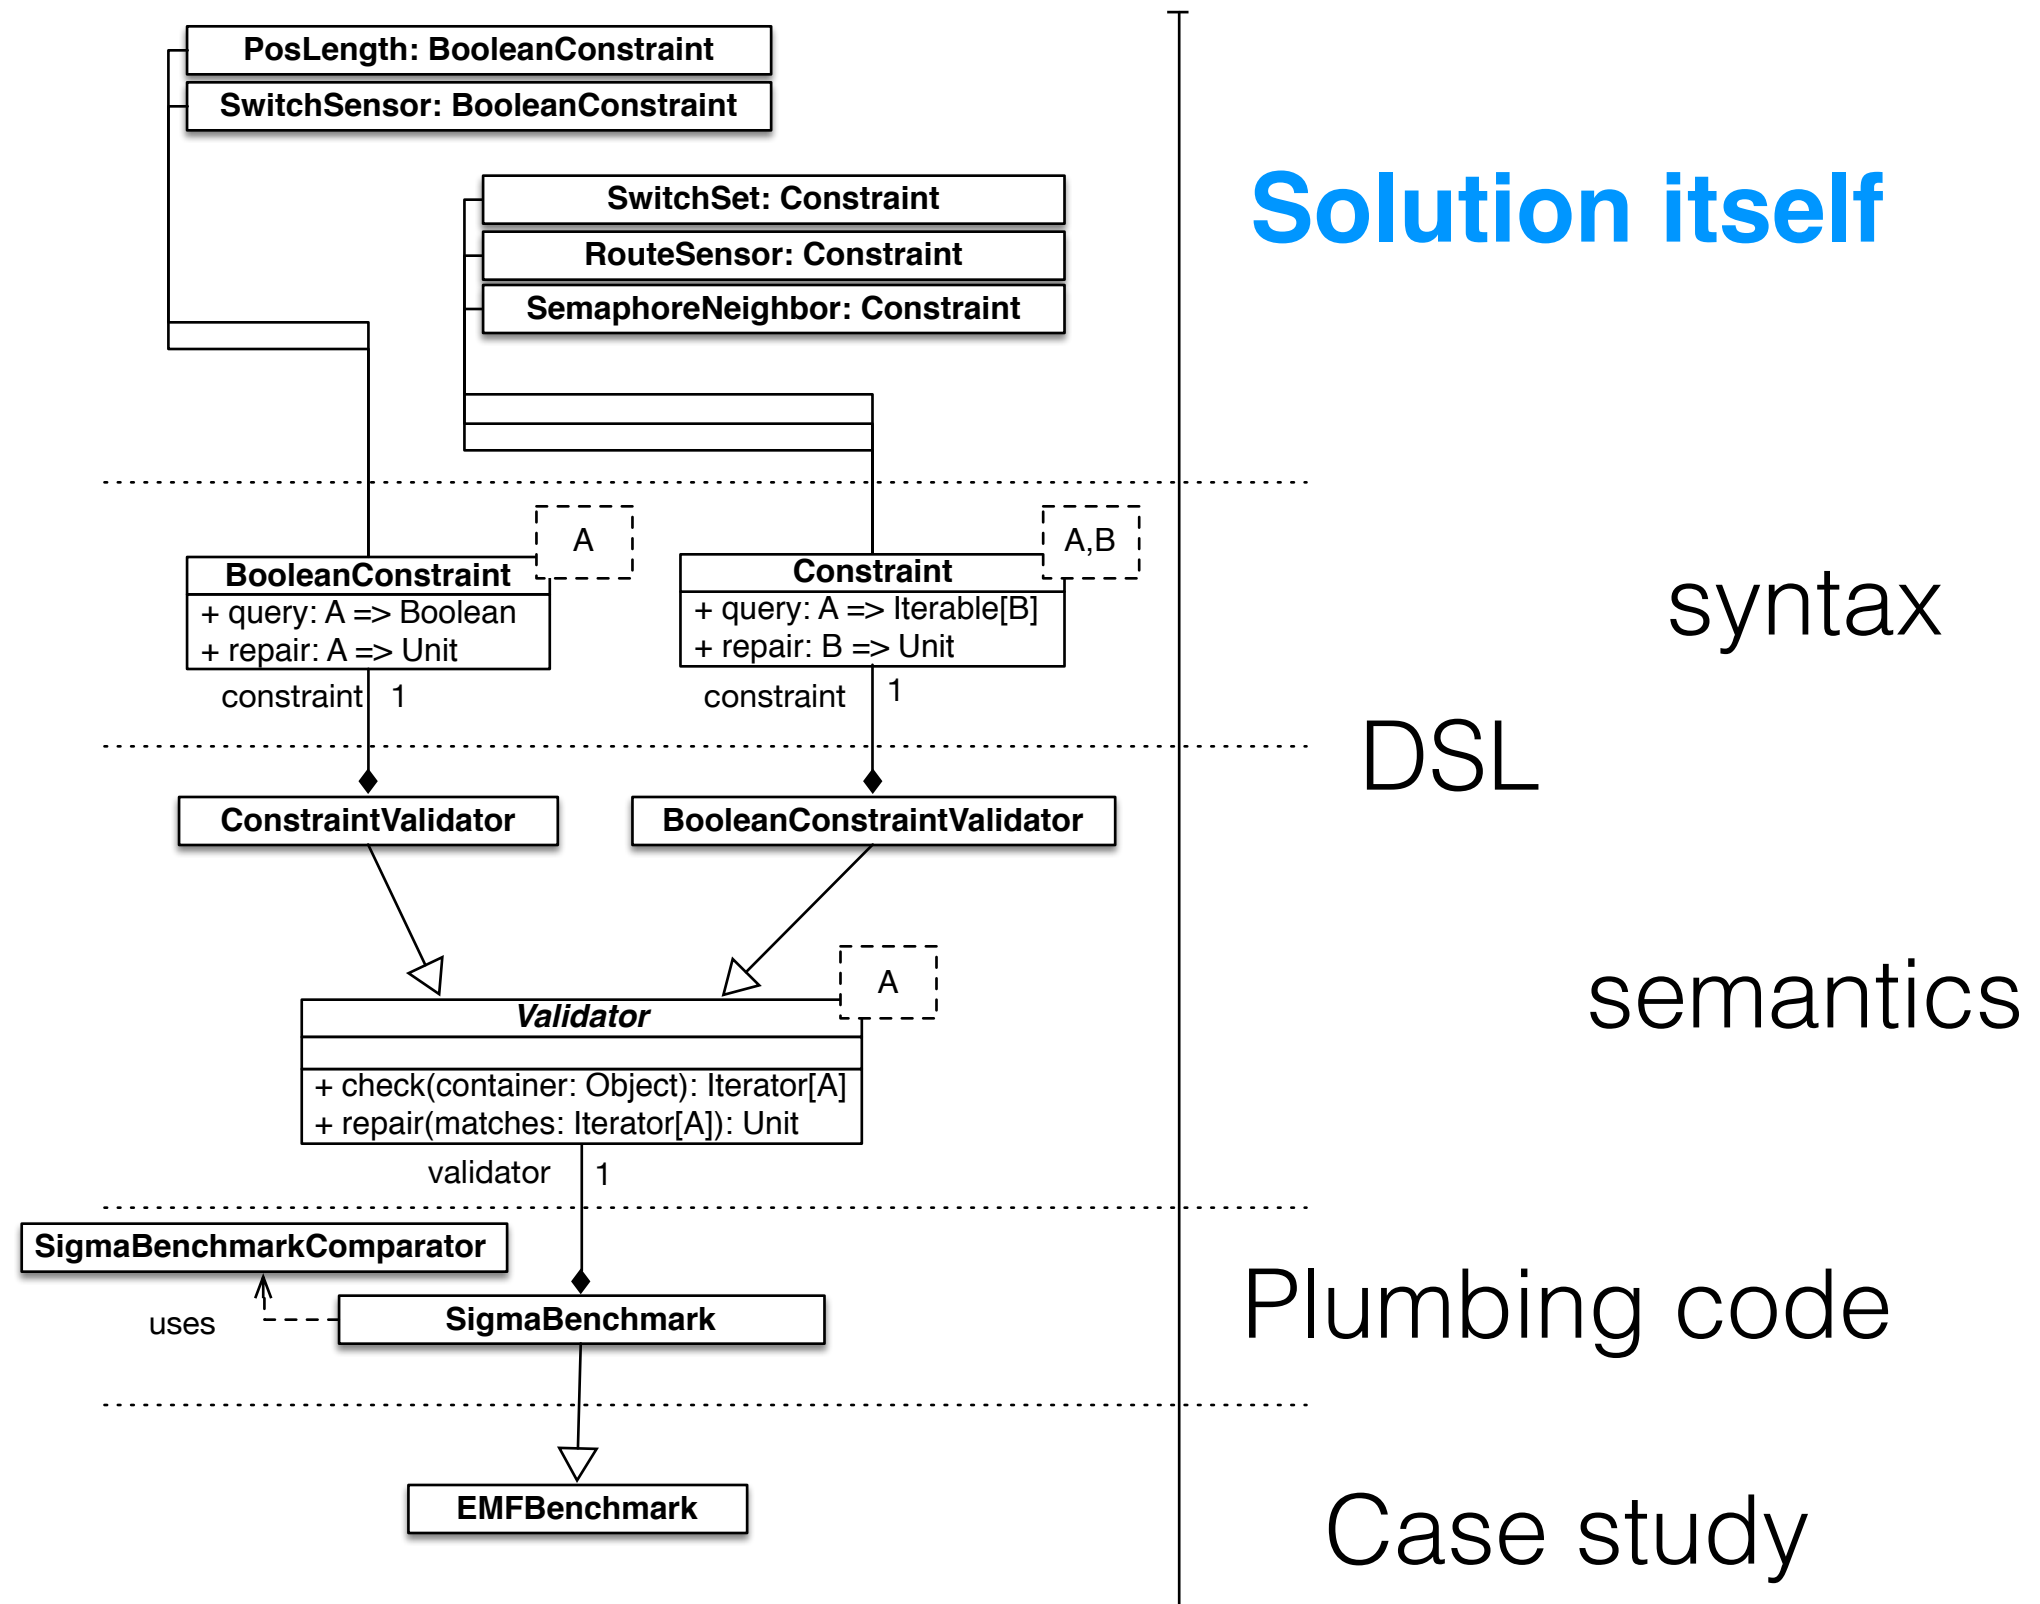 PosLength: BooleanConstraint
SwitchSensor: BooleanConstraint
SwitchSet: Constraint
RouteSensor: Constraint
SemaphoreNeighbor: Constraint
Solution itself
A
BooleanConstraint
+ query: A => Boolean
+ repair: A => Unit
constraint 1
A,B
Constraint
+ query: A => Iterable[B]
+ repair: B => Unit
constraint 1
syntax
DSL
ConstraintValidator
BooleanConstraintValidator
A
Validator
+ check(container: Object): Iterator[A]
+ repair(matches: Iterator[A]): Unit
validator 1
semantics
SigmaBenchmarkComparator
uses
SigmaBenchmark
Plumbing code
EMFBenchmark
Case study